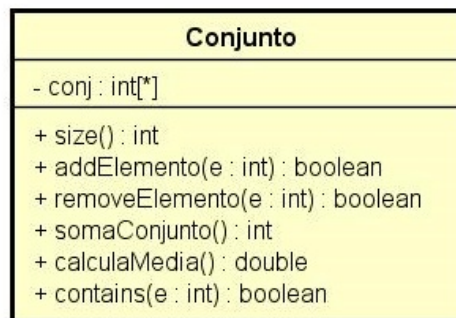 Conjunto
- conj : int[*]
+ size() : int
+ addElemento(e : int) : boolean
+ removeElemento(e : int) : boolean
+ somaConjunto() : int
+ calculaMedia() : double
+ contains(e : int) : boolean